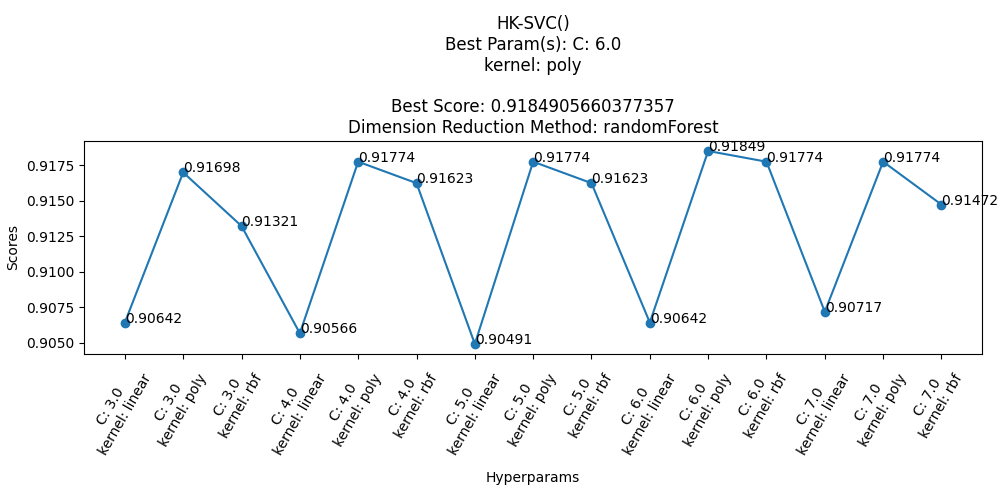 HK-SVC()
Best Param(s): C: 6.0
kernel: poly
Best Score: 0.9184905660377357
Dimension Reduction Method: randomForest
Scores
0.9175
0.9150
0.9125
0.9100
0.9075
0.9050
0.90642
0.91698
0.91321
0.90566
0.91774
0.91623
0.90491
0.91774
0.91623
0.90642
0.91849
0.91774
0.90717
0.91774
0.91472
C: 3.0
kernel: linear
C: 3.0
kernel: poly
C: 3.0
kernel: rbf
C: 4.0
kernel: linear
C: 4.0
kernel: poly
C: 4.0
kernel: rbf
C: 5.0
kernel: linear
C: 5.0
kernel: poly
C: 5.0
kernel: rbf
C: 6.0
kernel: linear
C: 6.0
kernel: poly
C: 6.0
kernel: rbf
C: 7.0
kernel: linear
C: 7.0
kernel: poly
C: 7.0
kernel: rbf
Hyperparams